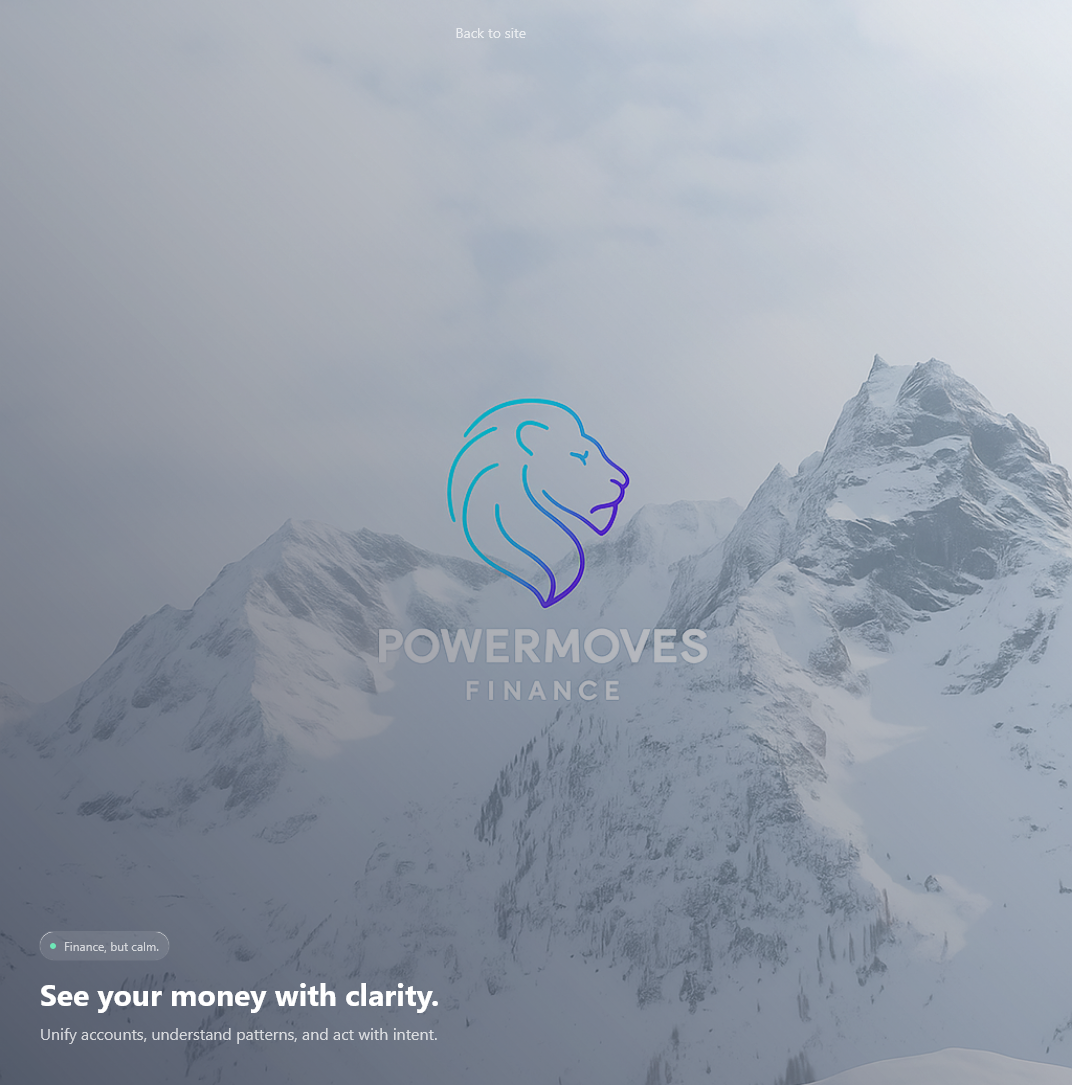 Back to site
POWERMOVES
FINANCE
Finance, but calm.
See your money with clarity.
Unify accounts, understand patterns, and act with intent.